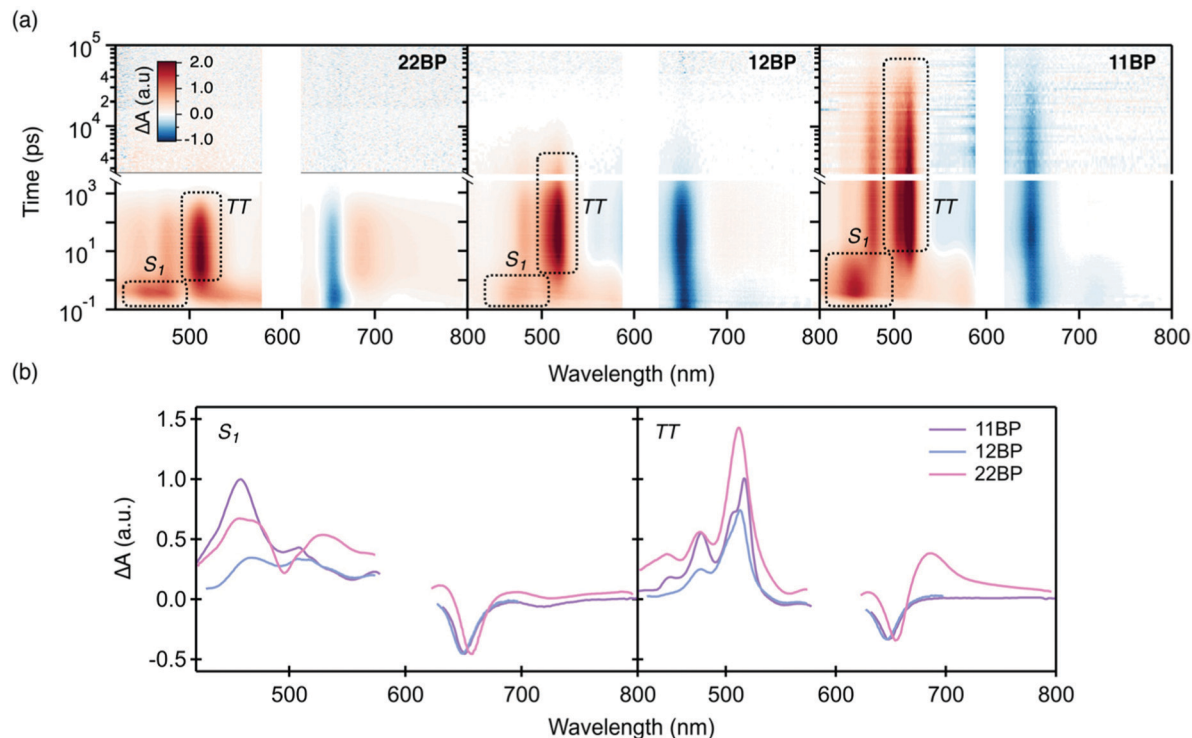 (a)
22BP
12BP
11BP
10^5
4
2
10^4
4
10^3
10^1
10^-1
Time (ps)
ΔA (a.u)
2.0
1.0
0.0
-1.0
S1
TT
S1
TT
S1
TT
500
600
700
800
500
600
700
800
500
600
700
800
Wavelength (nm)
(b)
1.5
1.0
0.5
0.0
-0.5
ΔA (a.u.)
S1
TT
11BP
12BP
22BP
500
600
700
800
500
600
700
800
Wavelength (nm)